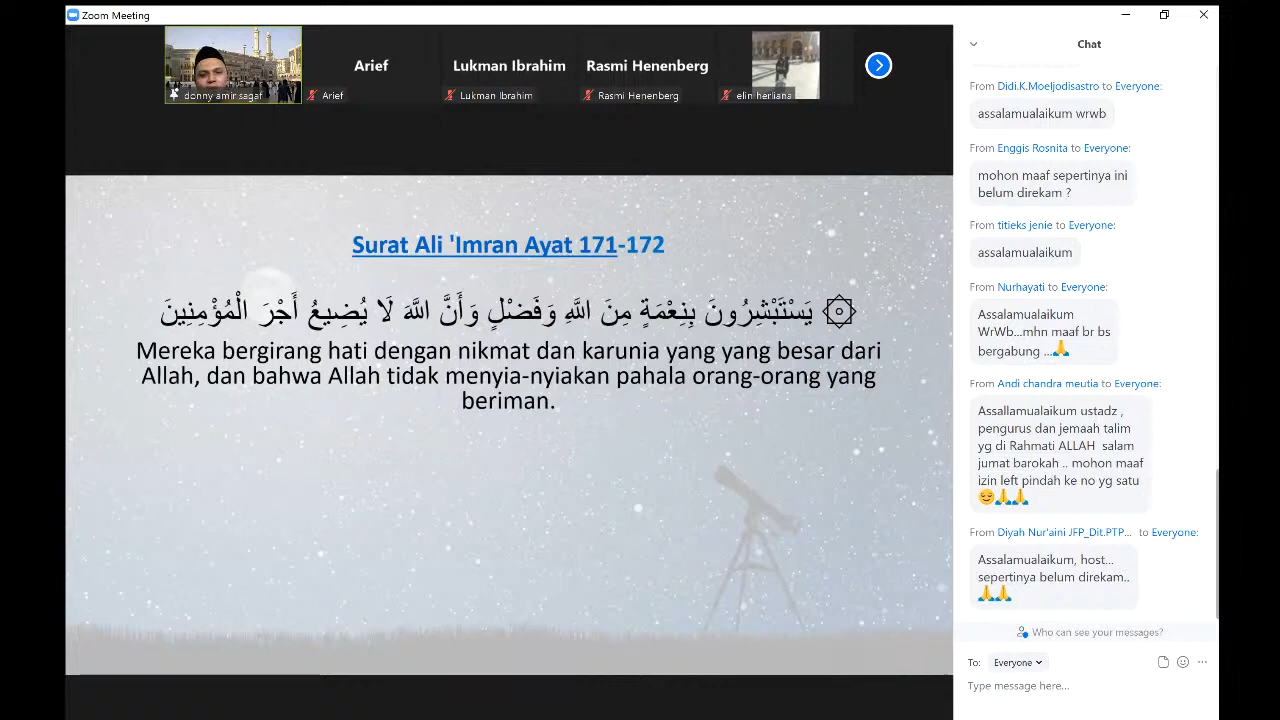 Zoom Meeting
Arief
Lukman Ibrahim
Rasmi Henenberg
donny amir sagaf
Arief
Lukman Ibrahim
Rasmi Henenberg
elin herliana
Surat Ali 'Imran Ayat 171-172
۞ يَسْتَبْشِرُونَ بِنِعْمَةٍ مِنَ اللَّهِ وَفَضْلٍ وَأَنَّ اللَّهَ لَا يُضِيعُ أَجْرَ الْمُؤْمِنِينَ
Mereka bergirang hati dengan nikmat dan karunia yang yang besar dari
Allah, dan bahwa Allah tidak menyia-nyiakan pahala orang-orang yang
beriman.
Chat
From Didi.K.Moeljodisastro to Everyone:
assalamualaikum wrwb
From Enggis Rosnita to Everyone:
mohon maaf sepertinya ini
belum direkam ?
From titieks jenie to Everyone:
assalamualaikum
From Nurhayati to Everyone:
Assalamualaikum
WrWb...mhn maaf br bs
bergabung ...🙏
From Andi chandra meutia to Everyone:
Assallamualaikum ustadz ,
pengurus dan jemaah talim
yg di Rahmati ALLAH salam
jumat barokah .. mohon maaf
izin left pindah ke no yg satu
😊🙏🙏
From Diyah Nur'aini JFP_Dit.PTP... to Everyone:
Assalamualaikum, host...
sepertinya belum direkam..
🙏🙏
Who can see your messages?
To: Everyone
Type message here...